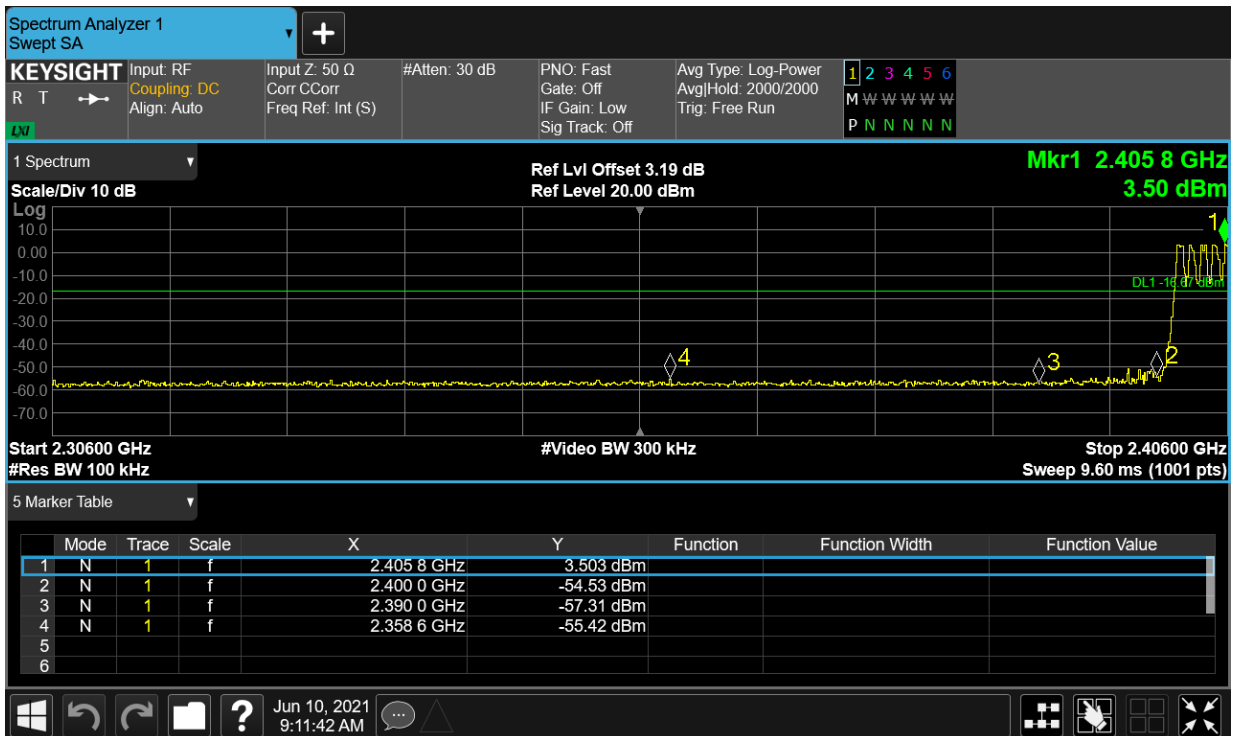 Spectrum Analyzer 1
Swept SA
+
KEYSIGHT
R T
LXI
Input: RF
Coupling: DC
Align: Auto
Input Z: 50 Ω
Corr CCorr
Freq Ref: Int (S)
#Atten: 30 dB
PNO: Fast
Gate: Off
IF Gain: Low
Sig Track: Off
Avg Type: Log-Power
Avg|Hold: 2000/2000
Trig: Free Run
1 2 3 4 5 6
M W W W W W
P N N N N N
1 Spectrum
Scale/Div 10 dB
Ref Lvl Offset 3.19 dB
Ref Level 20.00 dBm
Mkr1 2.405 8 GHz
3.50 dBm
Log
10.0
0.00
-10.0
-20.0
-30.0
-40.0
-50.0
-60.0
-70.0
1
DL1 -16.67 dBm
4
3
2
Start 2.30600 GHz
#Res BW 100 kHz
#Video BW 300 kHz
Stop 2.40600 GHz
Sweep 9.60 ms (1001 pts)
5 Marker Table
Mode Trace Scale X Y Function Function Width Function Value
1 N 1 f 2.405 8 GHz 3.503 dBm
2 N 1 f 2.400 0 GHz -54.53 dBm
3 N 1 f 2.390 0 GHz -57.31 dBm
4 N 1 f 2.358 6 GHz -55.42 dBm
5
6
?
Jun 10, 2021
9:11:42 AM